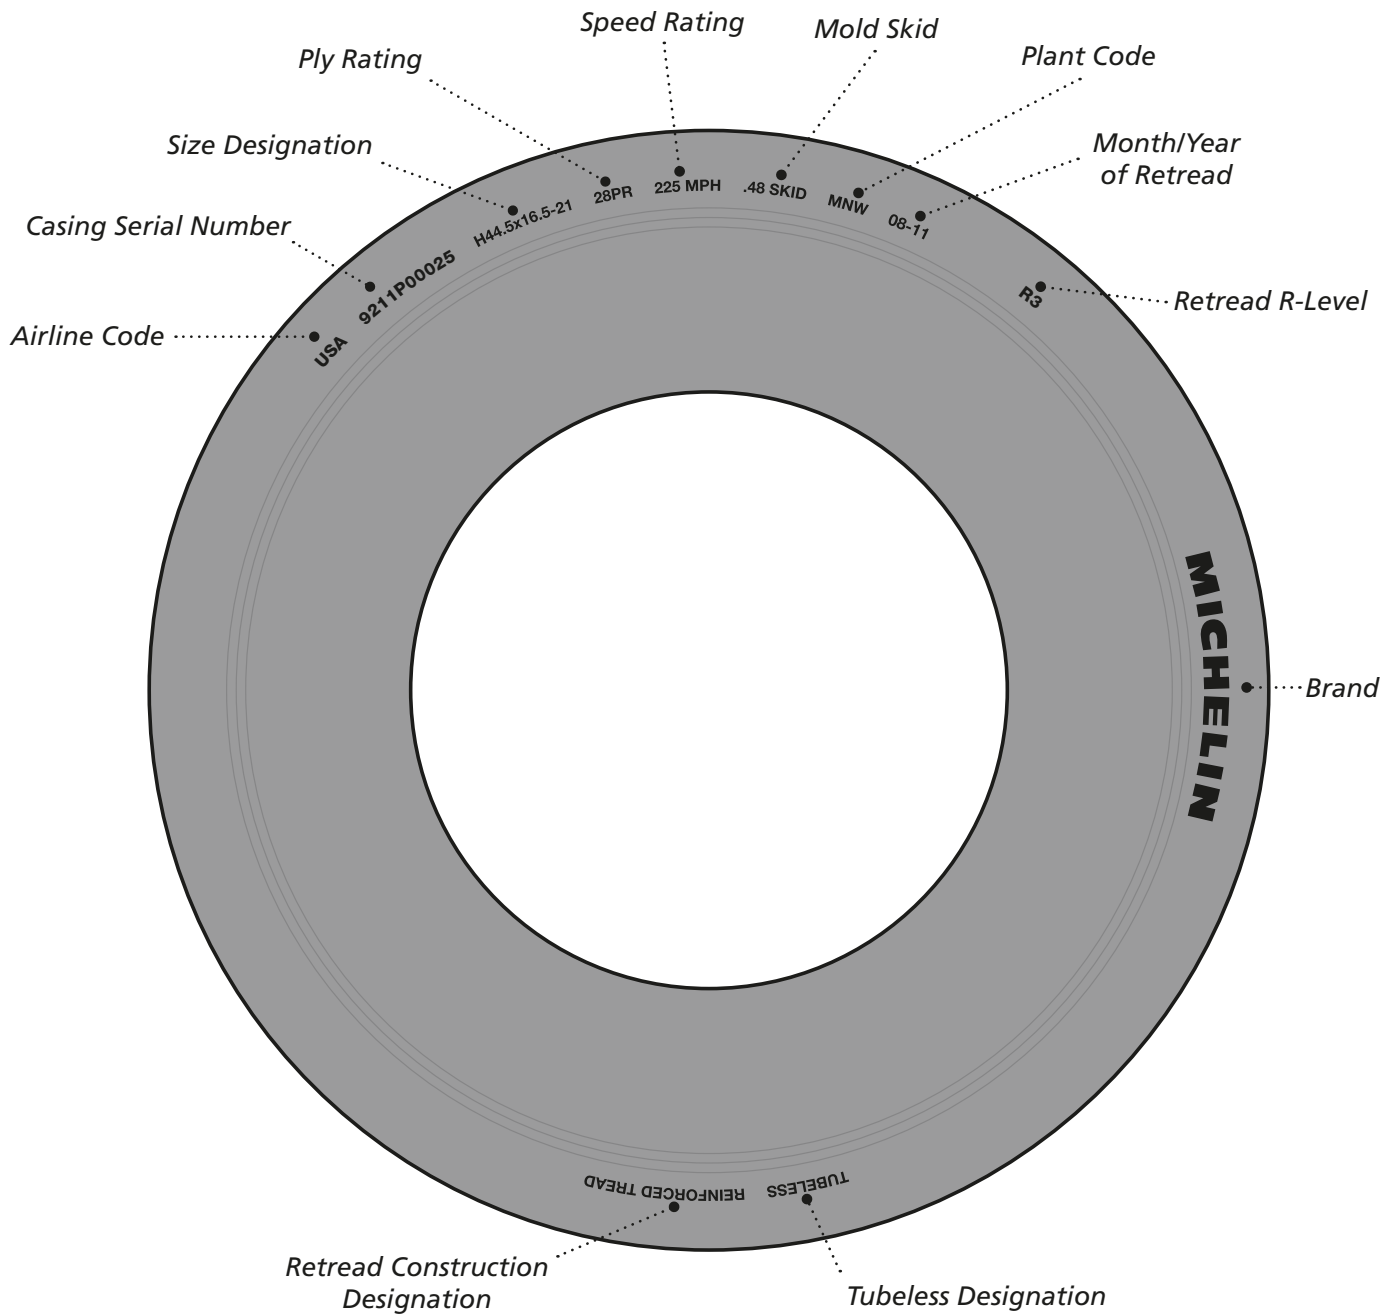 Speed Rating
Mold Skid
Ply Rating
Plant Code
Size Designation
Month/Year
of Retread
Casing Serial Number
Retread R-Level
Airline Code
USA
9211P00025
H44.5x16.5-21
28PR
225 MPH
.48 SKID
MNW
08-11
R3
MICHELIN
Brand
TUBELESS
REINFORCED TREAD
Retread Construction
Designation
Tubeless Designation